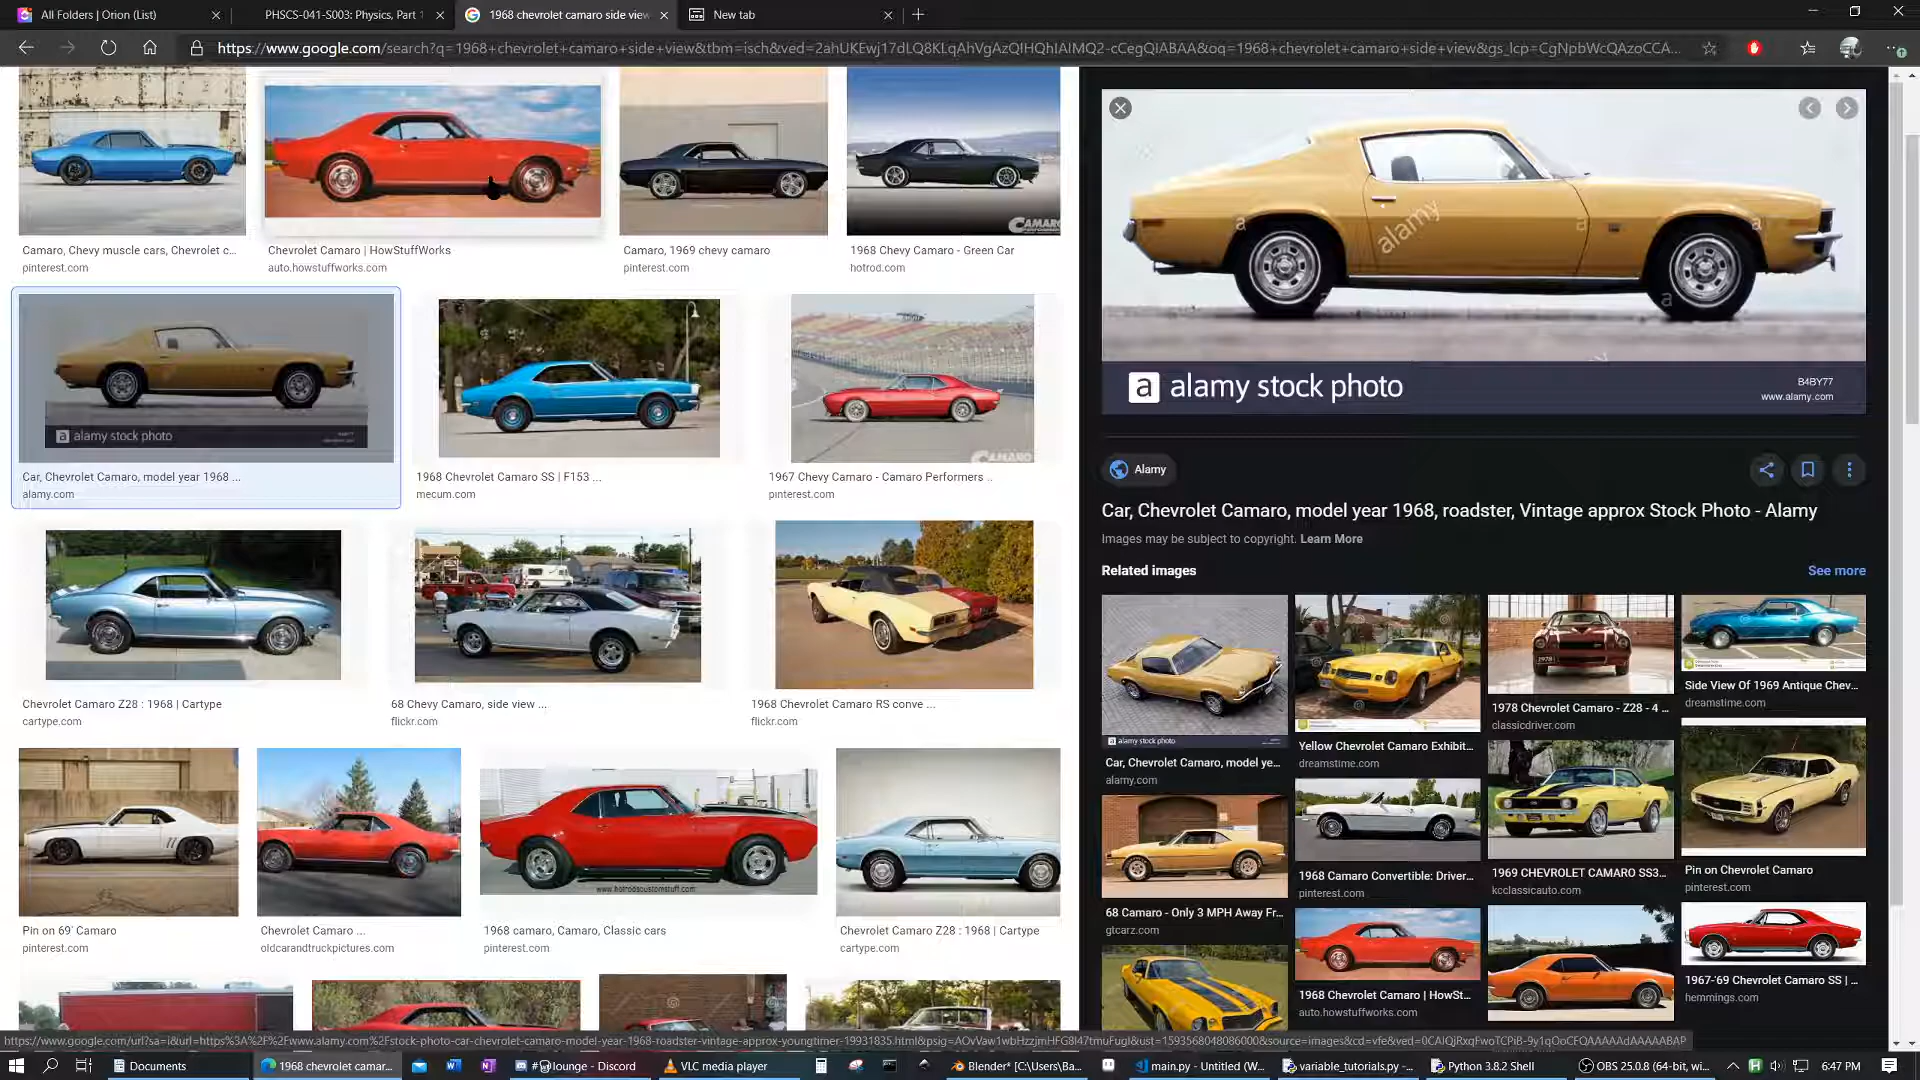 All Folders | Orion (List)
PHSCS-041-S003: Physics, Part 1
1968 chevrolet camaro side view
New tab
https://www.google.com/search?q=1968+chevrolet+camaro+side+view&tbm=isch&ved=2ahUKEwj17dLQ8KLqAhVgAzQIHQhIAIMQ2-cCegQIABAA&oq=1968+chevrolet+camaro+side+view&gs_lcp=CgNpbWcQAzoCCA...
CAMARO
Camaro, Chevy muscle cars, Chevrolet c...
pinterest.com
Chevrolet Camaro | HowStuffWorks
auto.howstuffworks.com
Camaro, 1969 chevy camaro
pinterest.com
1968 Chevy Camaro - Green Car
hotrod.com
a alamy stock photo
CAMARO
Car, Chevrolet Camaro, model year 1968 ...
alamy.com
1968 Chevrolet Camaro SS | F153 ...
mecum.com
1967 Chevy Camaro - Camaro Performers ..
pinterest.com
Chevrolet Camaro Z28 : 1968 | Cartype
cartype.com
68 Chevy Camaro, side view ...
flickr.com
1968 Chevrolet Camaro RS conve ...
flickr.com
www.hotrodscustomstuff.com
Pin on 69' Camaro
pinterest.com
Chevrolet Camaro ...
oldcarandtruckpictures.com
1968 camaro, Camaro, Classic cars
pinterest.com
Chevrolet Camaro Z28 : 1968 | Cartype
cartype.com
a
alamy
a
a
a
a
a alamy stock photo
B4BY77
www.alamy.com
Alamy
Car, Chevrolet Camaro, model year 1968, roadster, Vintage approx Stock Photo - Alamy
Images may be subject to copyright. Learn More
Related images
See more
a alamy stock photo
Car, Chevrolet Camaro, model ye...
alamy.com
Yellow Chevrolet Camaro Exhibit...
dreamstime.com
1978
1978 Chevrolet Camaro - Z28 - 4 ...
classicdriver.com
Side View Of 1969 Antique Chev...
dreamstime.com
68 Camaro - Only 3 MPH Away Fr...
gtcarz.com
1968 Camaro Convertible: Driver...
pinterest.com
1969 CHEVROLET CAMARO SS3...
kcclassicauto.com
Pin on Chevrolet Camaro
pinterest.com
1968 Chevrolet Camaro | HowSt...
auto.howstuffworks.com
1967-'69 Chevrolet Camaro SS | ...
hemmings.com
Documents
1968 chevrolet camar...
lounge - Discord
VLC media player
Blender* [C:\Users\Ba...
main.py - Untitled (W...
variable_tutorials.py -...
Python 3.8.2 Shell
OBS 25.0.8 (64-bit, wi...
6:47 PM